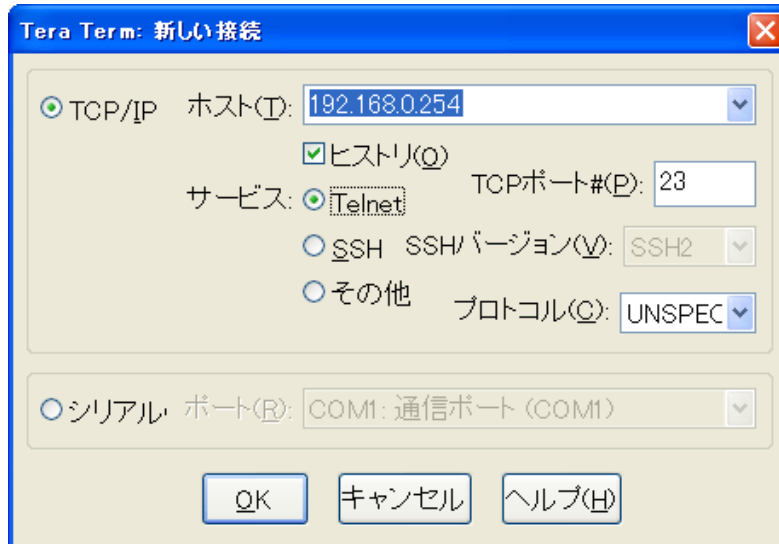 Tera Term: 新しい接続
TCP/IP ホスト(T): 192.168.0.254
ヒストリ(O)
サービス: Telnet TCPポート#(P): 23
SSH SSHバージョン(V): SSH2
その他 プロトコル(C): UNSPEC
シリアル ポート(R): COM1: 通信ポート (COM1)
OK キャンセル ヘルプ(H)